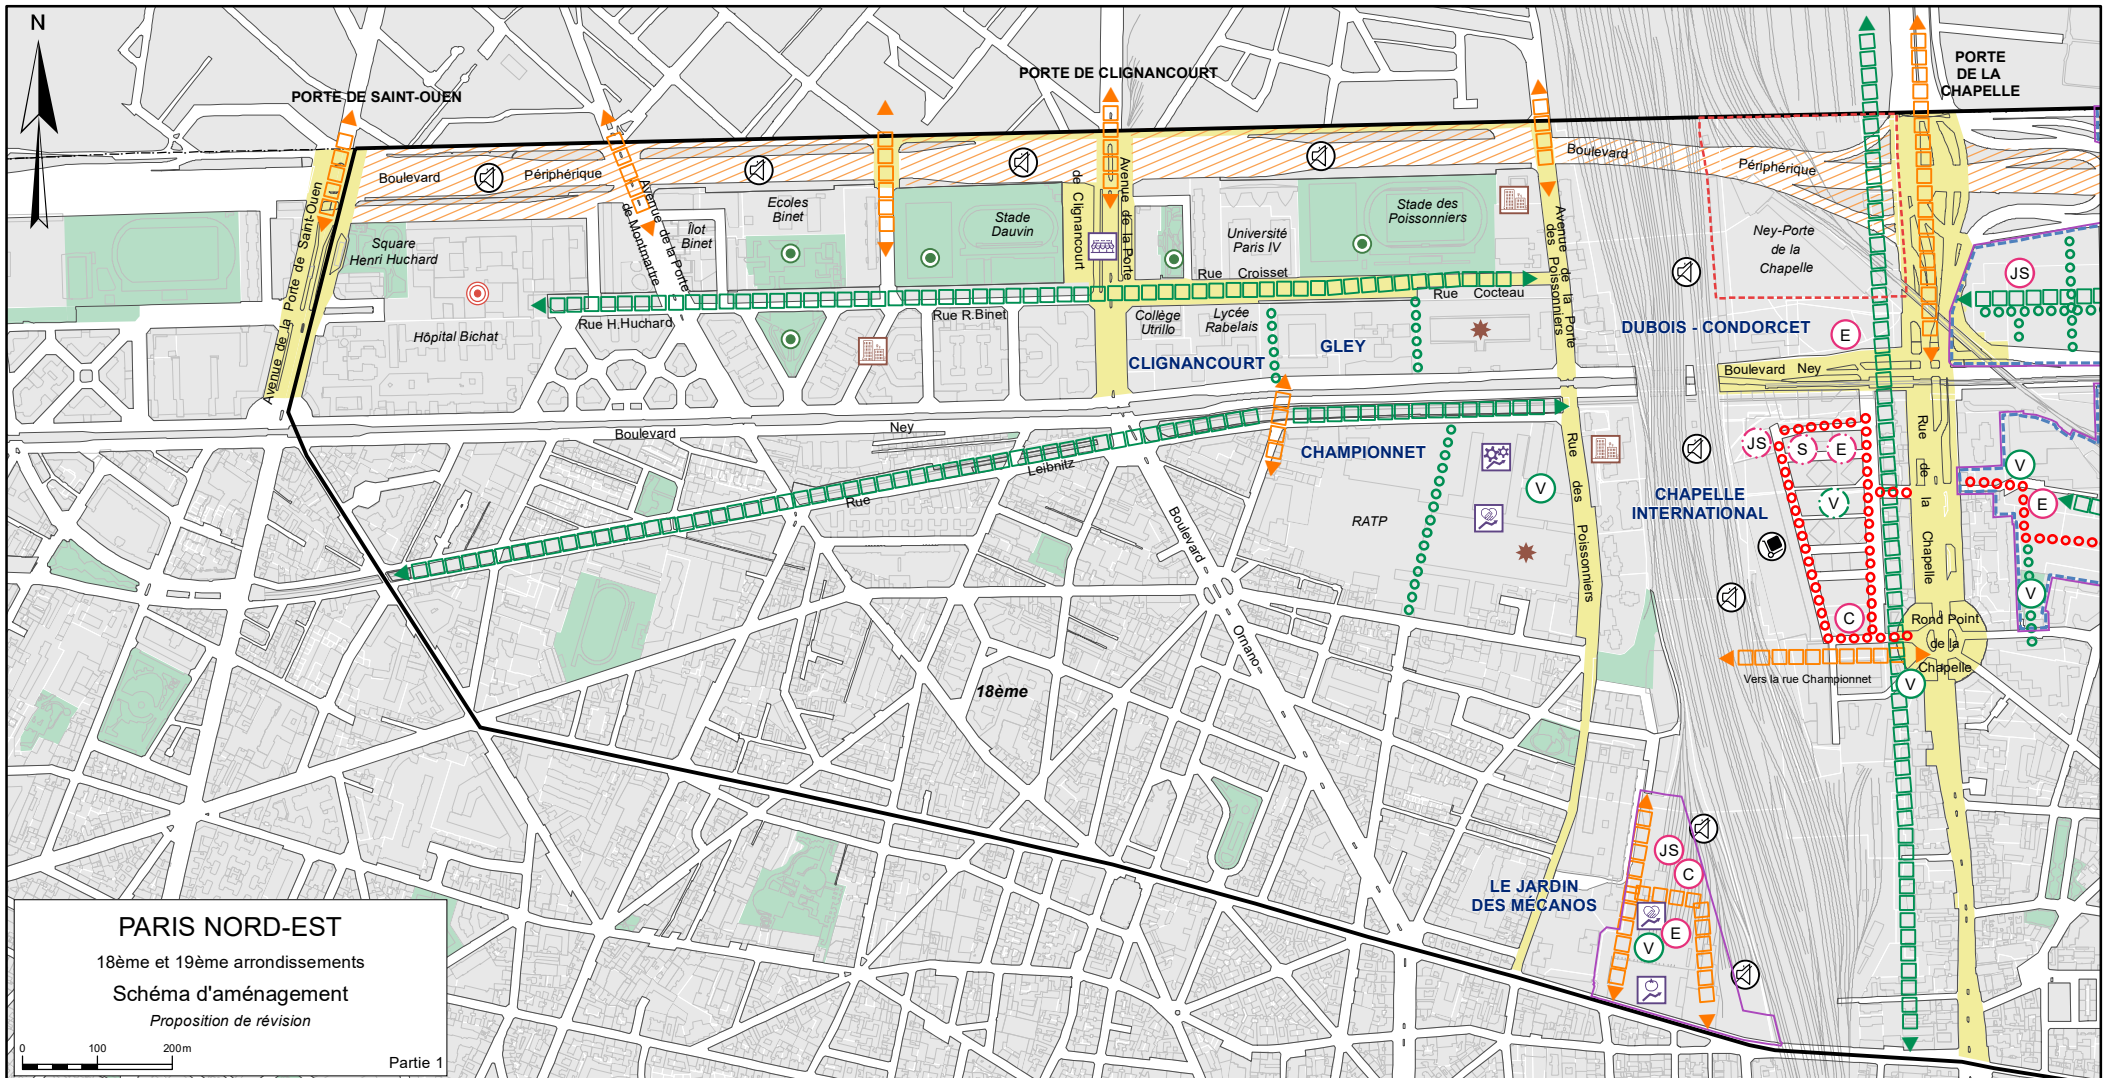 N
PORTE DE SAINT-OUEN
PORTE DE CLIGNANCOURT
PORTE
DE LA
CHAPELLE
Boulevard
Périphérique
Boulevard
Périphérique
Avenue de la Porte de Saint-Ouen
Square
Henri Huchard
Hôpital Bichat
Avenue de la Porte
de Montmartre
Îlot
Binet
Ecoles
Binet
Stade
Dauvin
Avenue de la Porte
de Clignancourt
Université
Paris IV
Stade des
Poissonniers
Avenue de la Porte
des Poissonniers
Ney-Porte
de la
Chapelle
JS
Rue Croisset
Rue Cocteau
Rue H.Huchard
Rue R.Binet
Collège
Utrillo
Lycée
Rabelais
GLEY
CLIGNANCOURT
DUBOIS - CONDORCET
E
Boulevard Ney
Boulevard
Ney
Rue
Leibnitz
CHAMPIONNET
RATP
V
Rue
des
Poissonniers
CHAPELLE
INTERNATIONAL
JS
S
E
V
C
Rue
de
la
Chapelle
V
E
V
Rond Point
de la
Chapelle
Vers la rue Championnet
V
Boulevard
Ornano
18ème
LE JARDIN
DES MÉCANOS
JS
C
E
V
PARIS NORD-EST
18ème et 19ème arrondissements
Schéma d'aménagement
Proposition de révision
0 100 200m
Partie 1